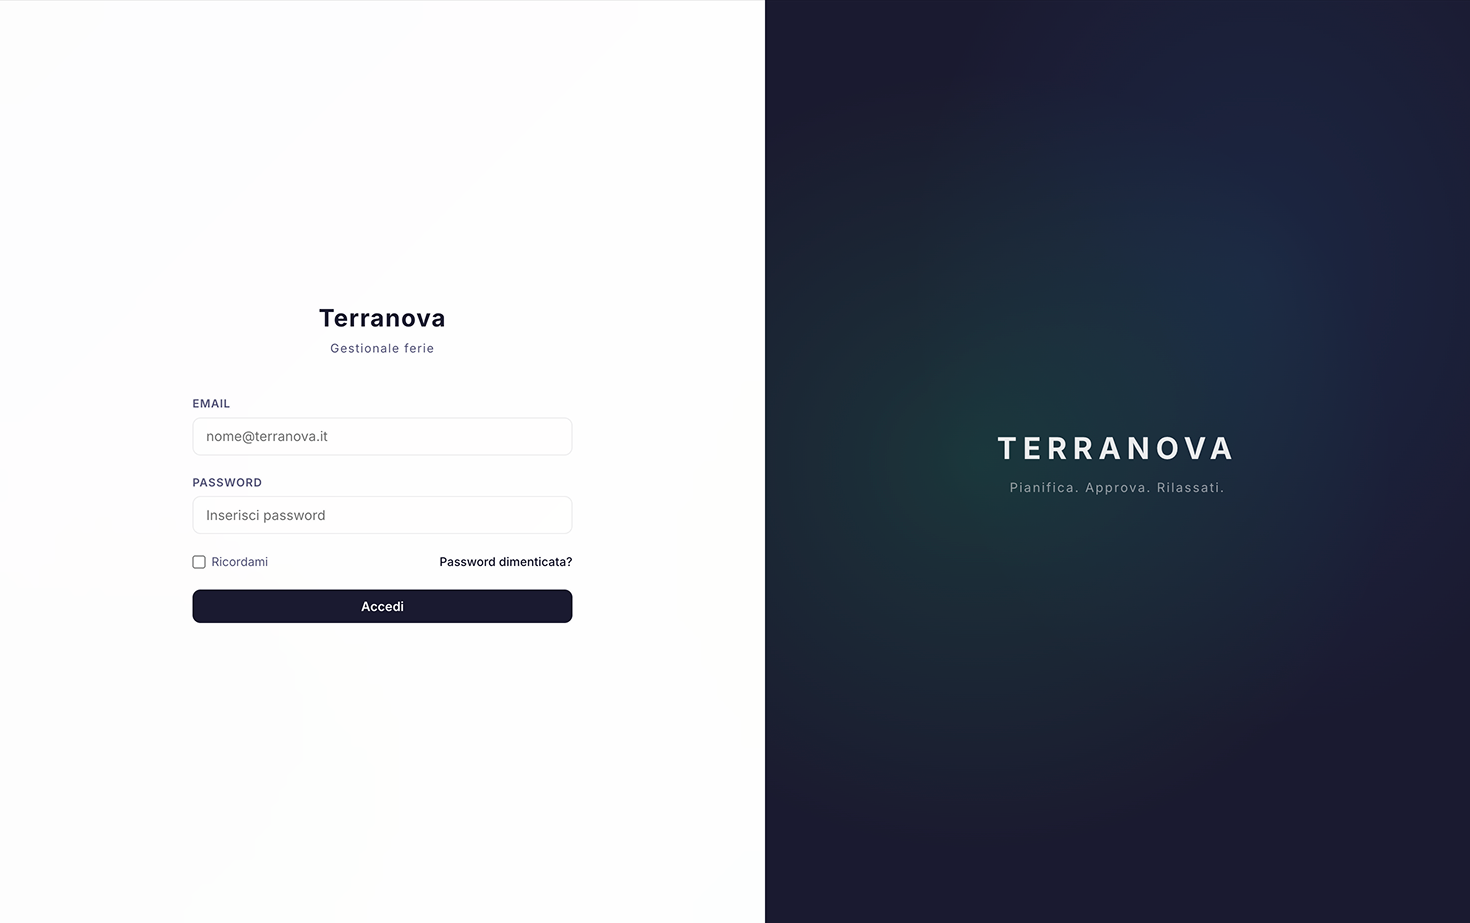 Terranova
Gestionale ferie
EMAIL
nome@terranova.it
PASSWORD
Inserisci password
Ricordami
Password dimenticata?
Accedi
TERRANOVA
Pianifica. Approva. Rilassati.